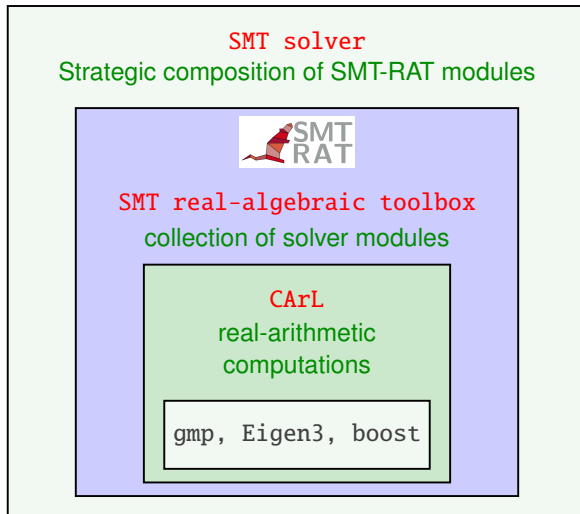 SMT solver
Strategic composition of SMT-RAT modules
SMT
RAT
SMT real-algebraic toolbox
collection of solver modules
CArL
real-arithmetic
computations
gmp, Eigen3, boost